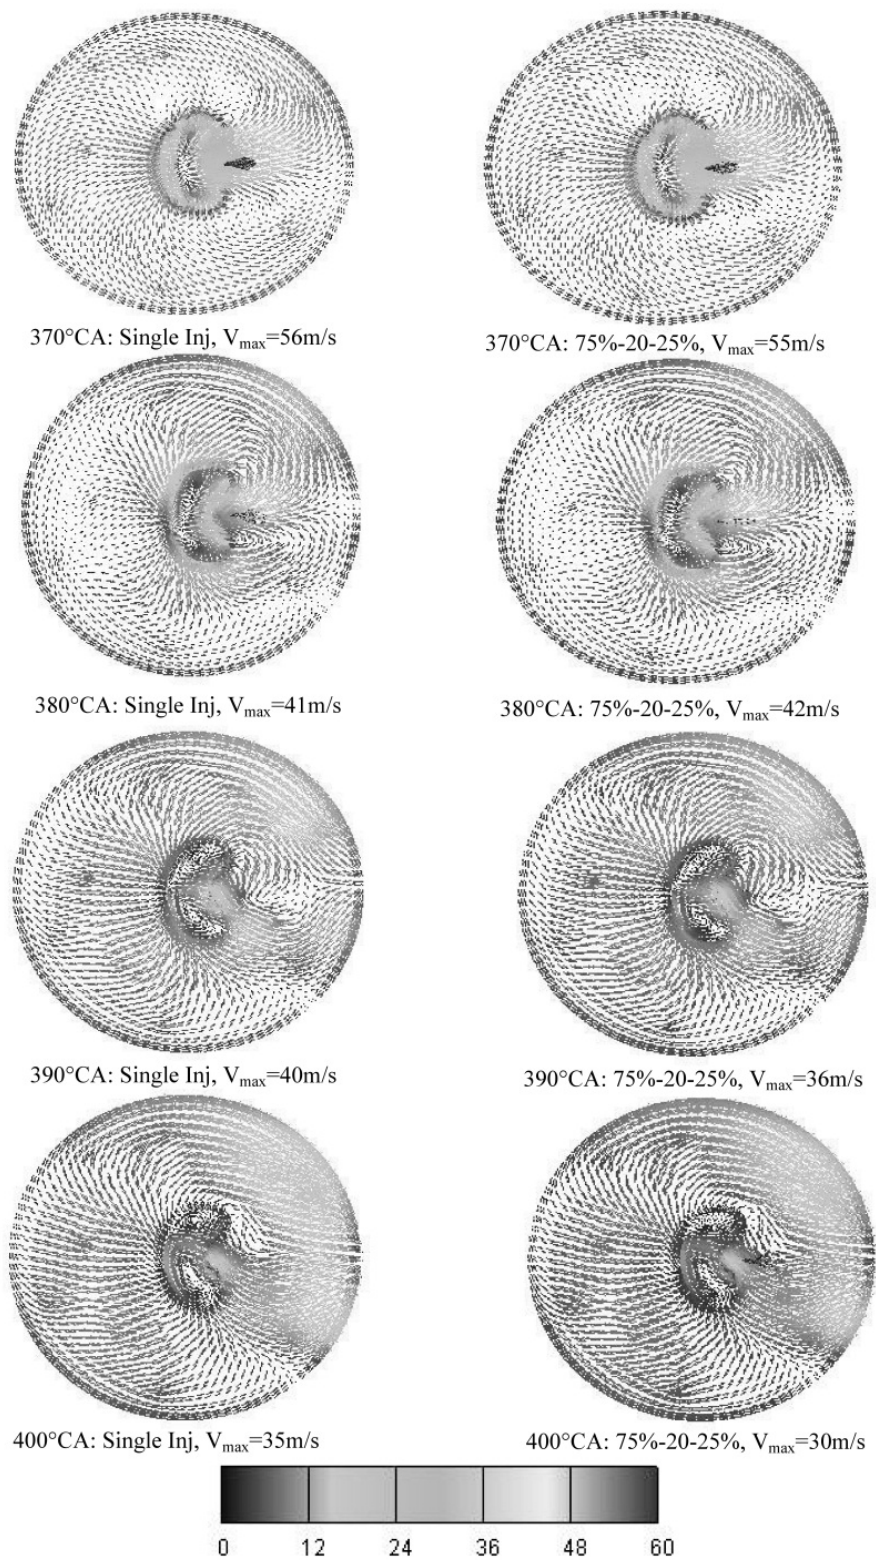 370°CA: Single Inj, Vmax=56m/s
370°CA: 75%-20-25%, Vmax=55m/s
380°CA: Single Inj, Vmax=41m/s
380°CA: 75%-20-25%, Vmax=42m/s
390°CA: Single Inj, Vmax=40m/s
390°CA: 75%-20-25%, Vmax=36m/s
400°CA: Single Inj, Vmax=35m/s
400°CA: 75%-20-25%, Vmax=30m/s
0 12 24 36 48 60